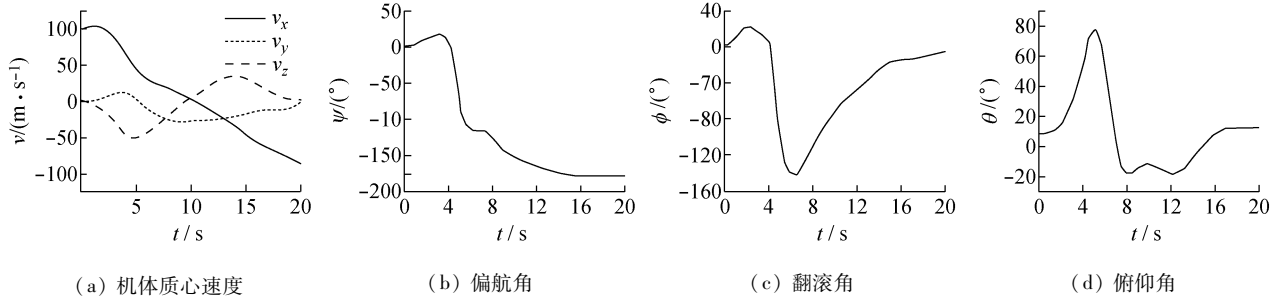 100
50
0
−50
−100
v/(m·s⁻¹)
vₓ
v_y
v_z
5 10 15 20
t / s
(a) 机体质心速度
50
0
−50
−100
−150
−200
ψ/(°)
0 4 8 12 16 20
t / s
(b) 偏航角
40
0
−70
−80
−120
−160
ϕ/(°)
0 4 8 12 16 20
t / s
(c) 翻滚角
80
60
40
20
0
−20
θ/(°)
0 4 8 12 16 20
t / s
(d) 俯仰角